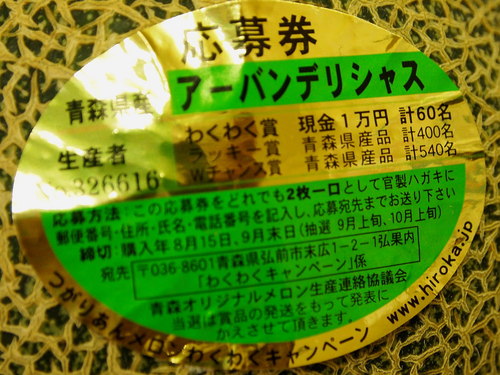 応募券
アーバンデリシャス
青森県産
生産者
No.326616
わくわく賞 現金1万円 計60名
ラッキー賞 青森県産品 計400名
Wチャンス賞 青森県産品 計540名
応募方法 この応募券をどれでも2枚一口として官製ハガキに
郵便番号・住所・氏名・電話番号を記入し、応募宛先までお送り下さい
締切 購入年8月15日、9月末日(抽選 9月上旬、10月上旬)
宛先 〒036-8601青森県弘前市末広1-2-1弘果内
「わくわくキャンペーン」係
青森オリジナルメロン生産連絡協議会
当選は賞品の発送をもって発表に
かえさせて頂きます。
つがりあんメロン わくわくキャンペーン
www.hiroka.jp